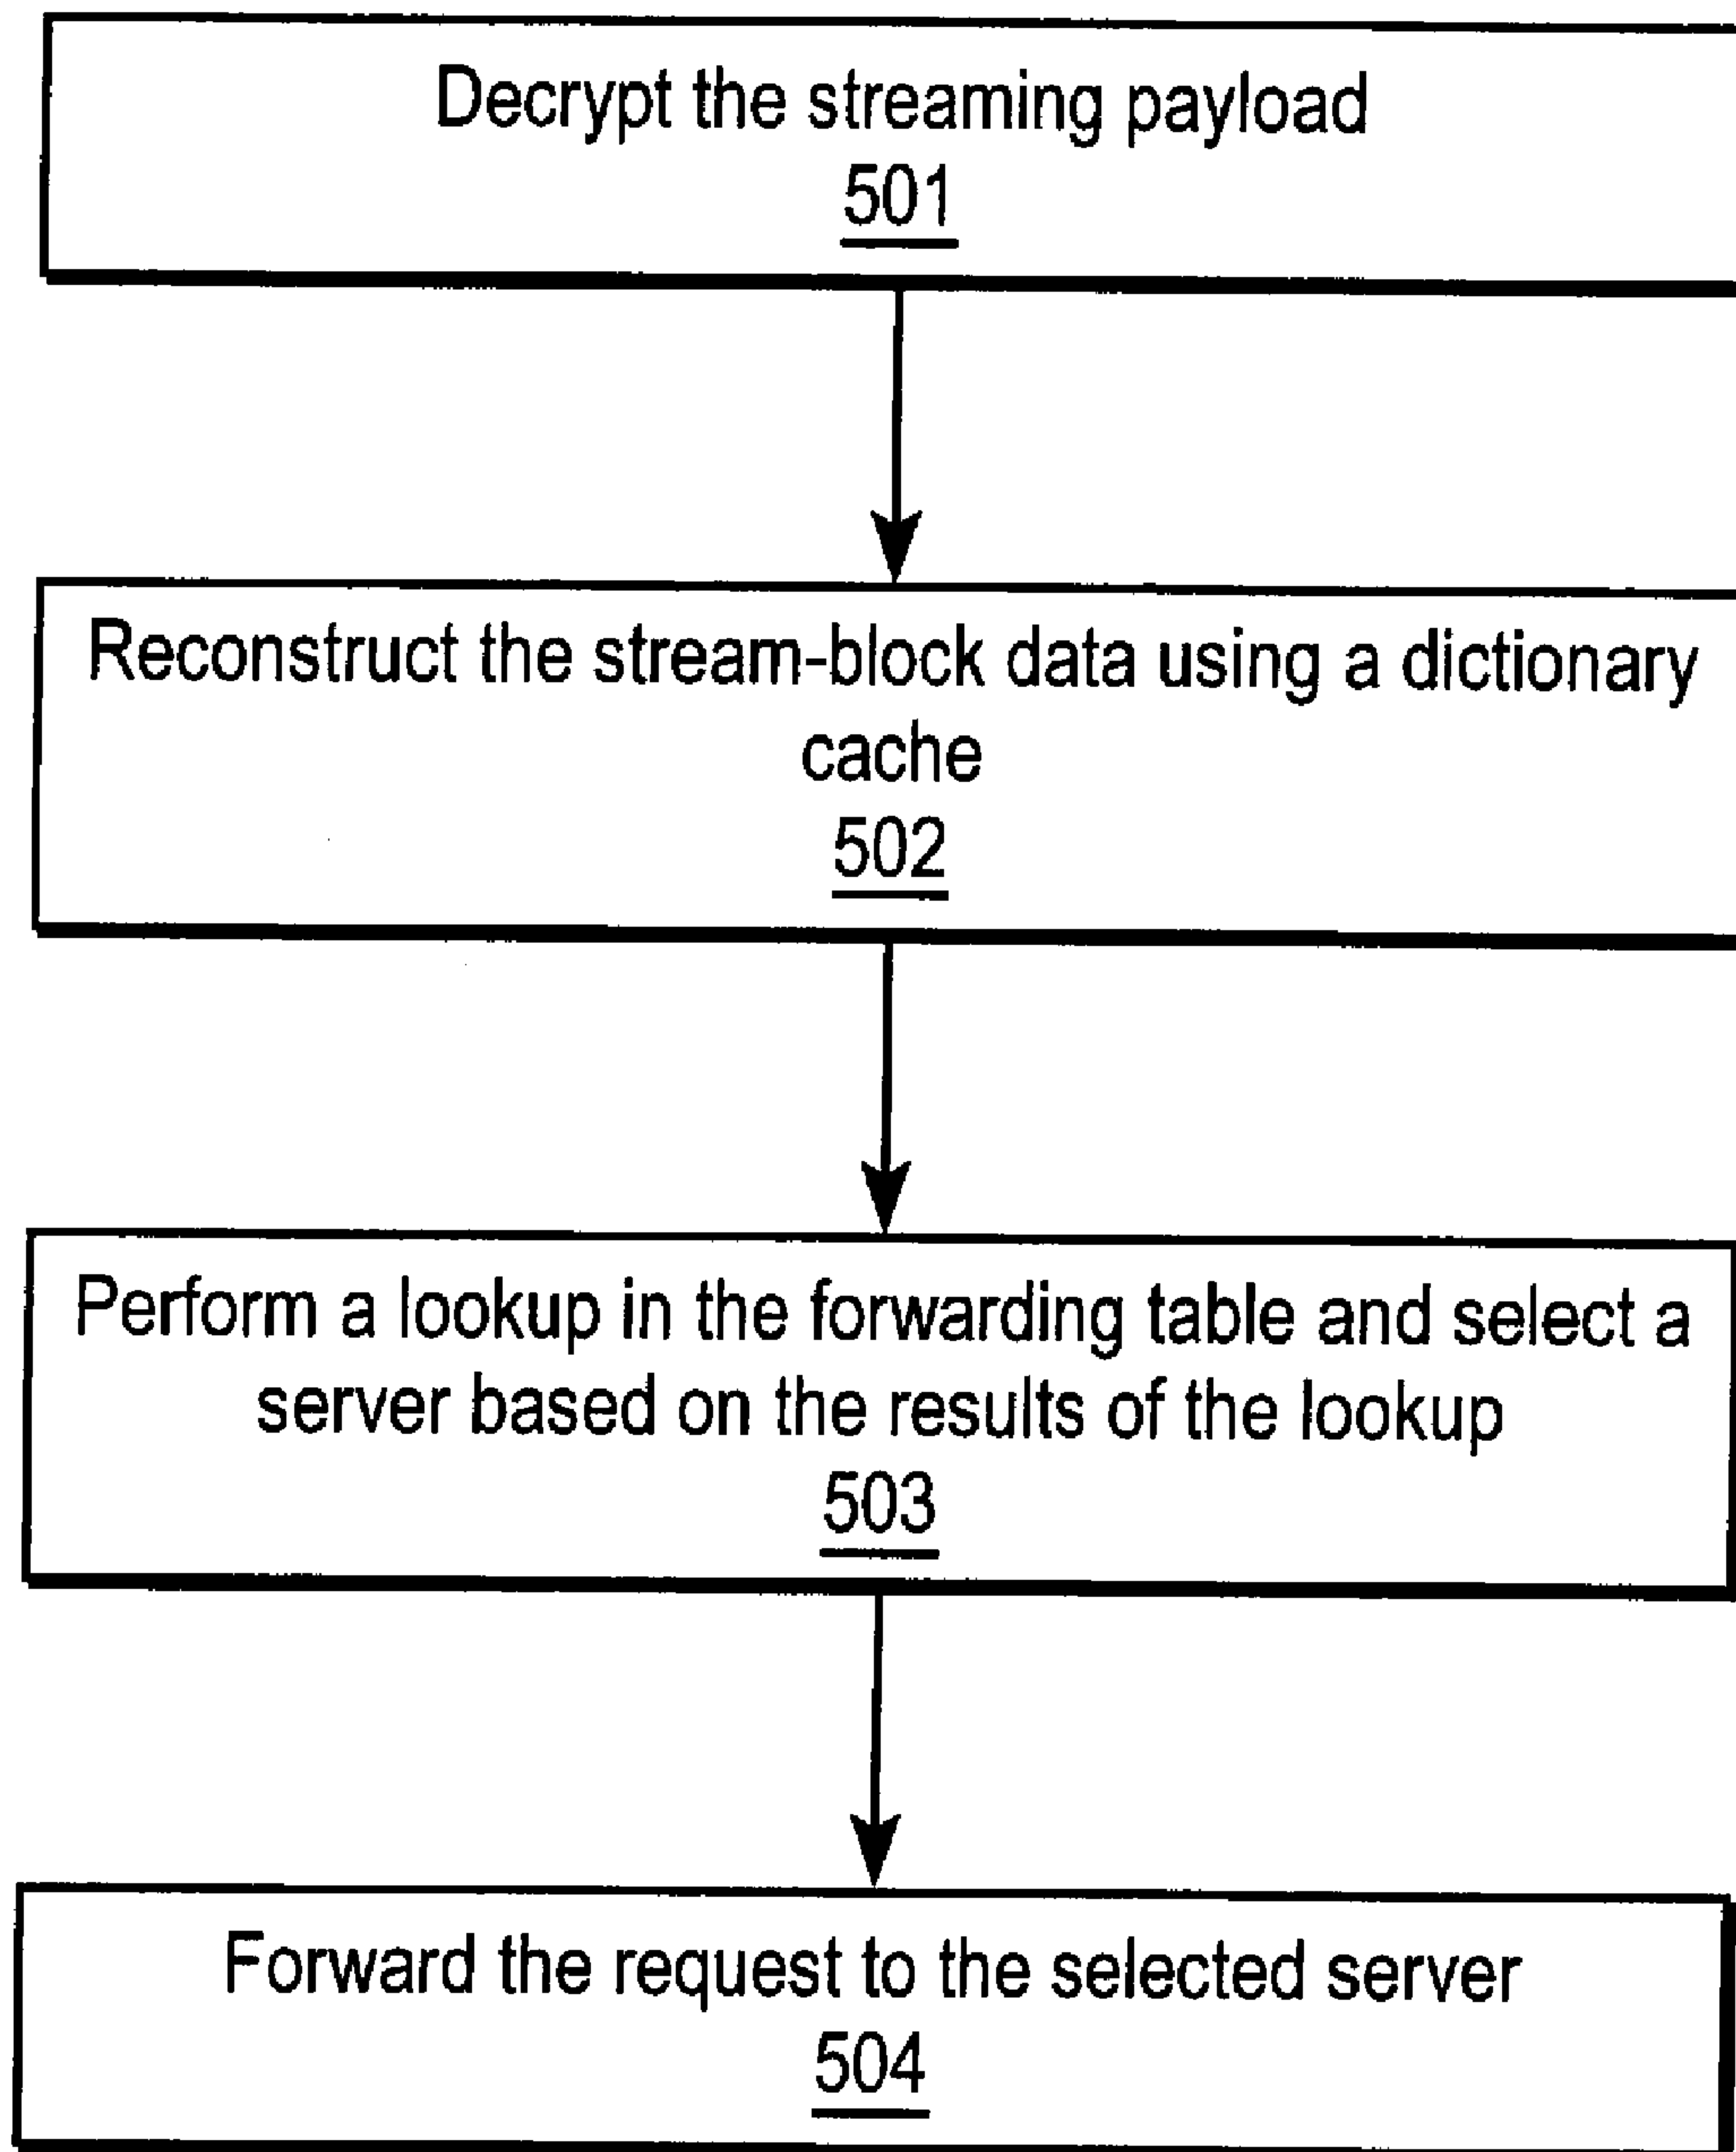 Decrypt the streaming payload
501
Reconstruct the stream-block data using a dictionary
cache
502
Perform a lookup in the forwarding table and select a
server based on the results of the lookup
503
Forward the request to the selected server
504